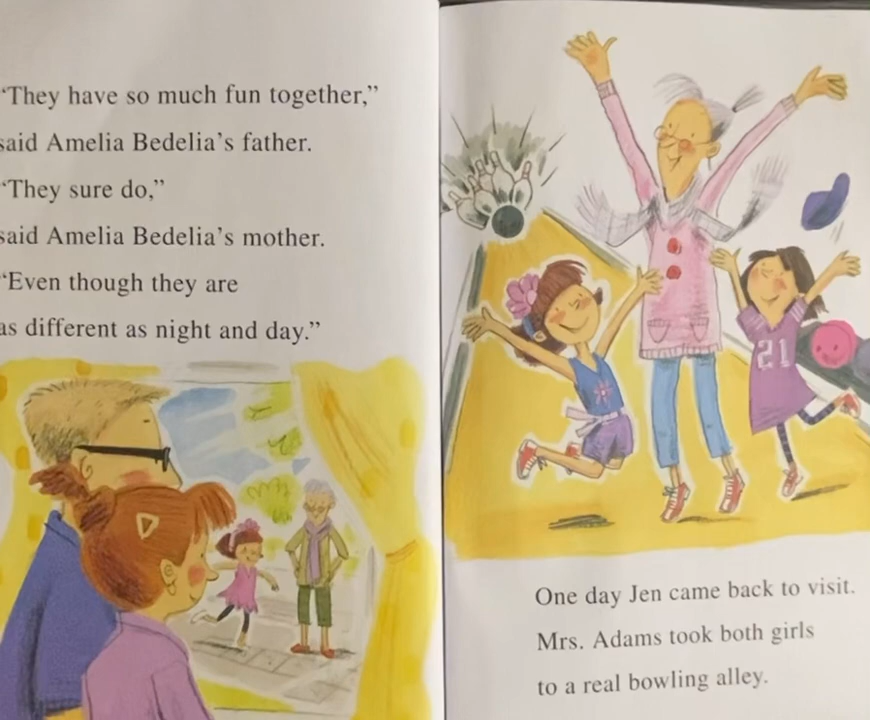 “They have so much fun together,”
said Amelia Bedelia’s father.
“They sure do,”
said Amelia Bedelia’s mother.
“Even though they are
as different as night and day.”
21
One day Jen came back to visit.
Mrs. Adams took both girls
to a real bowling alley.